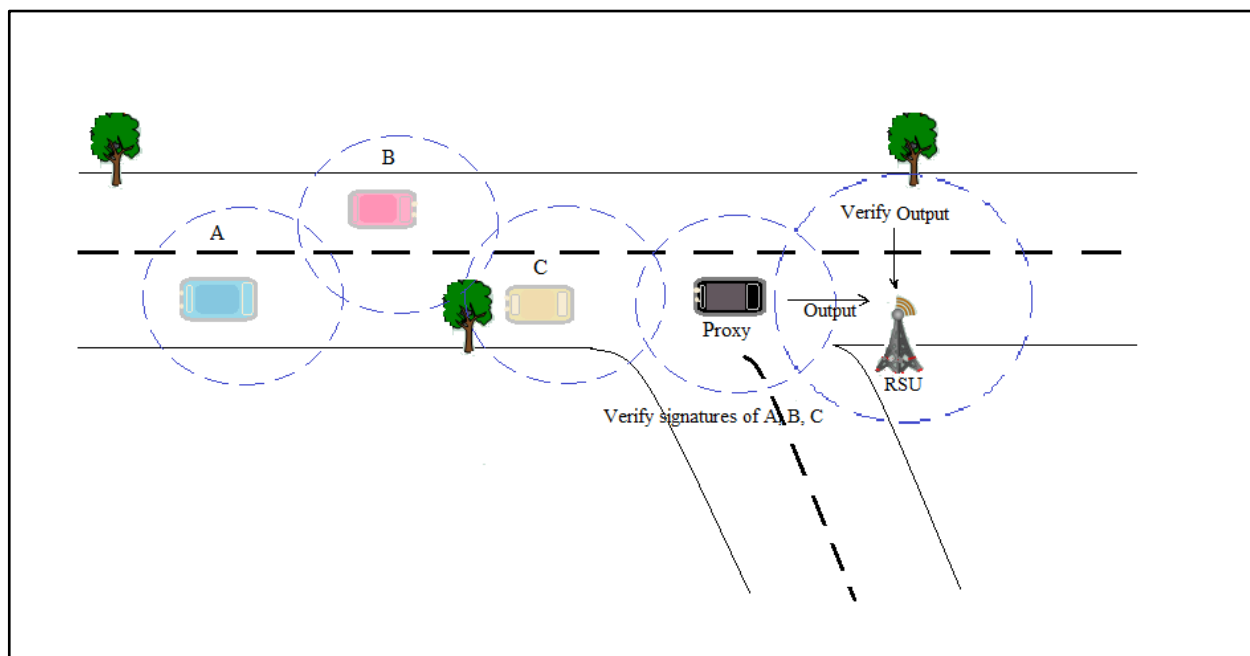 B
Verify Output
A
C
Output
Proxy
RSU
Verify signatures of A, B, C